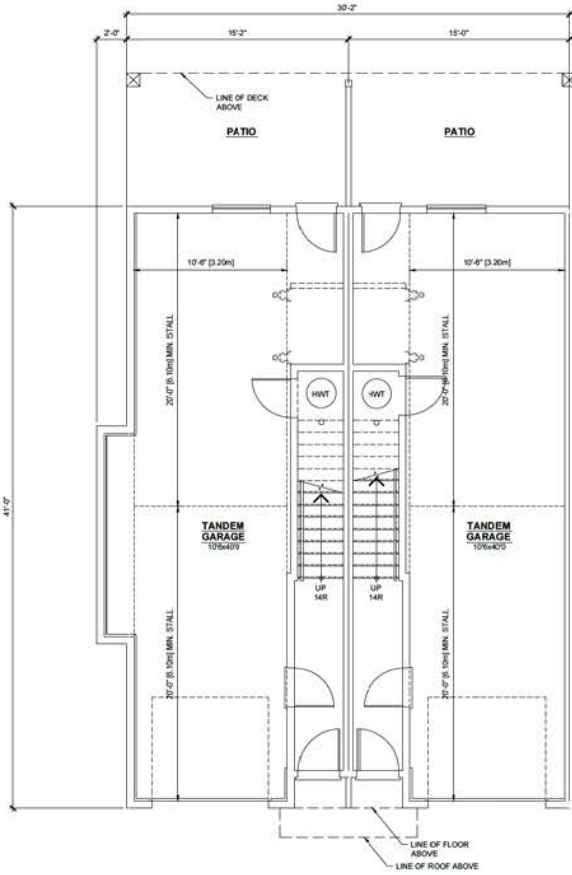 30'-2"
2'-0"
15'-2"
15'-0"
LINE OF DECK
ABOVE
PATIO
PATIO
10'-6" [3.20m]
10'-6" [3.20m]
20'-0" [6.10m] MIN. STALL
20'-0" [6.10m] MIN. STALL
HWT
HWT
41'-0"
TANDEM
GARAGE
10'6x40'0
TANDEM
GARAGE
10'6x40'0
UP
14R
UP
14R
20'-0" [6.10m] MIN. STALL
20'-0" [6.10m] MIN. STALL
LINE OF FLOOR
ABOVE
LINE OF ROOF ABOVE